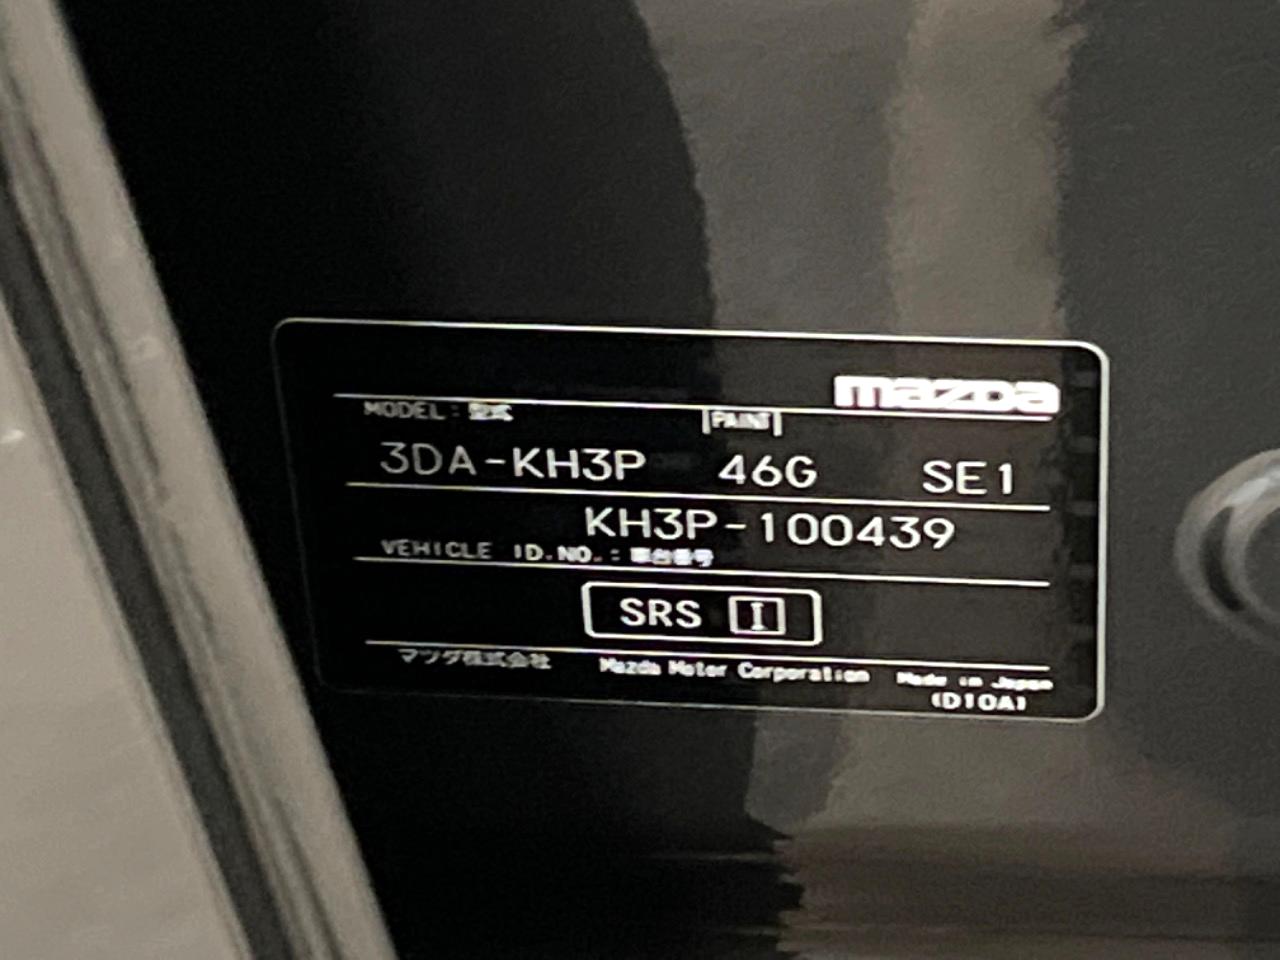 mazda
MODEL: 型式 PAINT
3DA-KH3P 46G SE1
KH3P-100439
VEHICLE ID.NO.: 車台番号
SRS I
マツダ株式会社 Mazda Motor Corporation Made in Japan
(D10A)